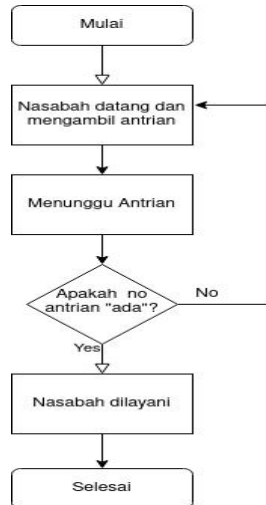 Mulai
Nasabah datang dan
mengambil antrian
Menunggu Antrian
Apakah no
antrian "ada"?
No
Yes
Nasabah dilayani
Selesai